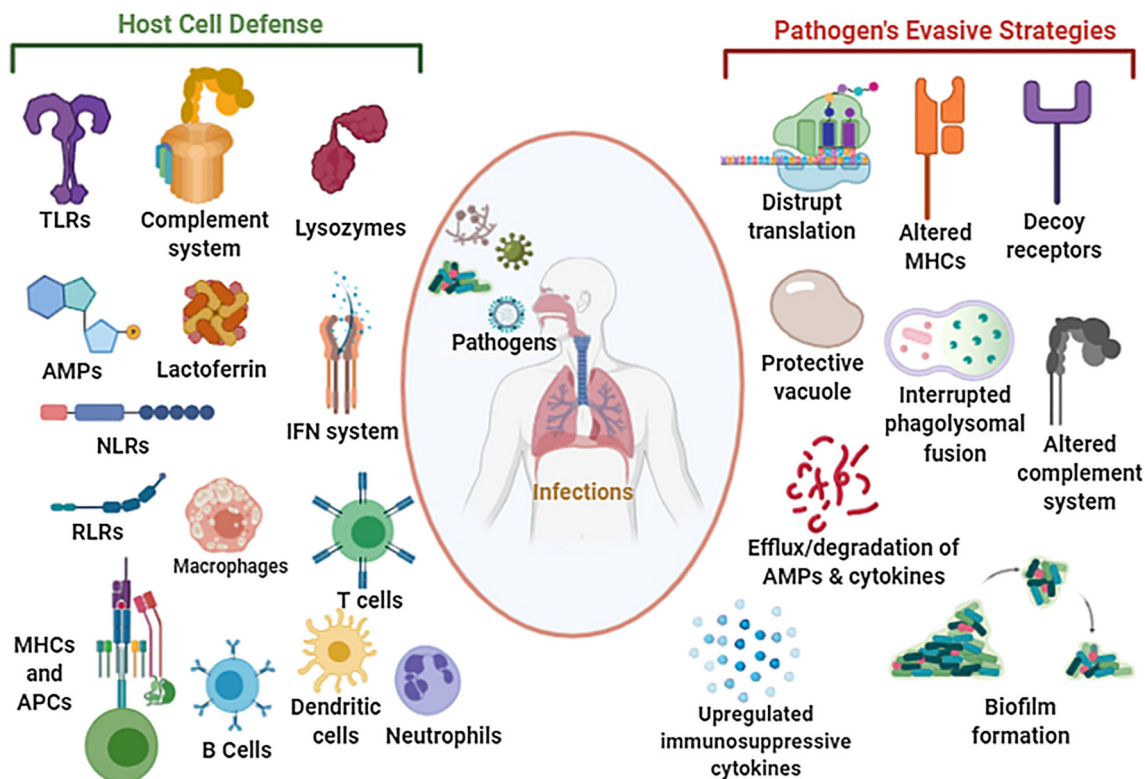 Host Cell Defense
TLRs
Complement
system
Lysozymes
AMPs
Lactoferrin
NLRs
IFN system
RLRs
Macrophages
T cells
MHCs
and
APCs
B Cells
Dendritic
cells
Neutrophils
Pathogens
Infections
Pathogen's Evasive Strategies
Distrupt
translation
Altered
MHCs
Decoy
receptors
Protective
vacuole
Interrupted
phagolysomal
fusion
Altered
complement
system
Efflux/degradation of
AMPs & cytokines
Upregulated
immunosuppressive
cytokines
Biofilm
formation